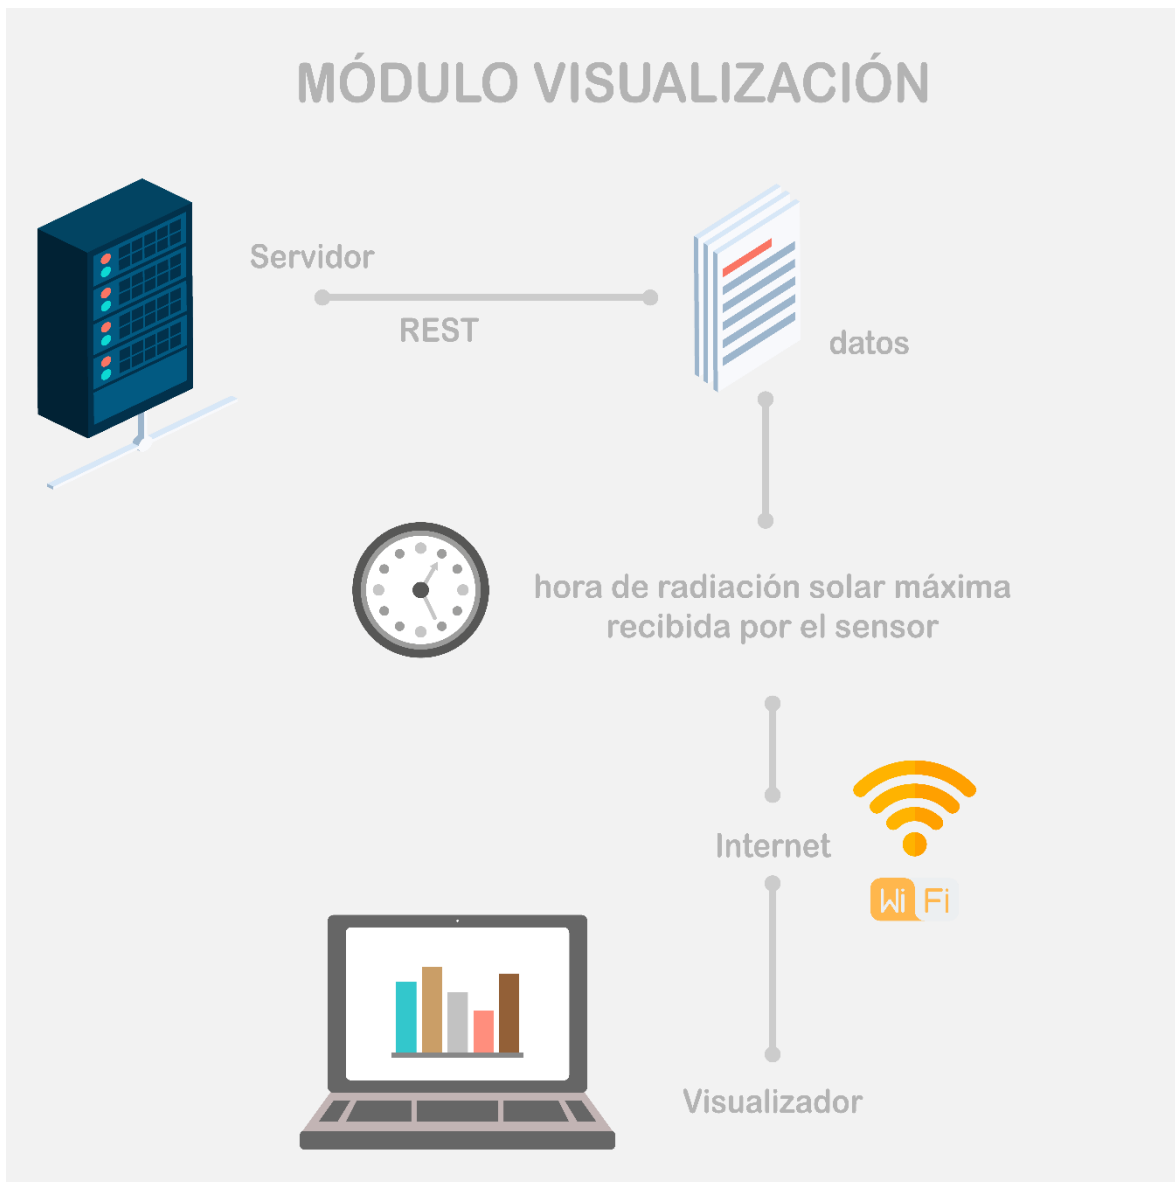 MÓDULO VISUALIZACIÓN
Servidor
REST
datos
hora de radiación solar máxima
recibida por el sensor
Internet
Wi Fi
Visualizador